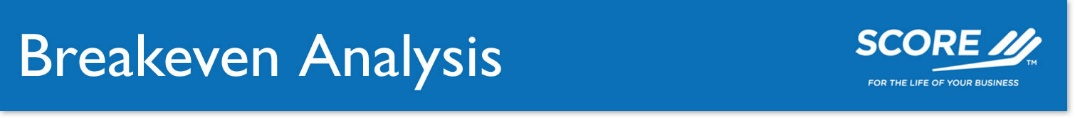 Breakeven Analysis
SCORE
TM
FOR THE LIFE OF YOUR BUSINESS